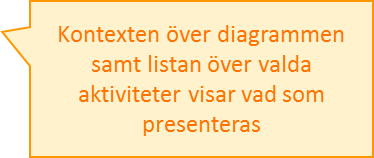 Kontexten över diagrammen
samt listan över valda
aktiviteter visar vad som
presenteras